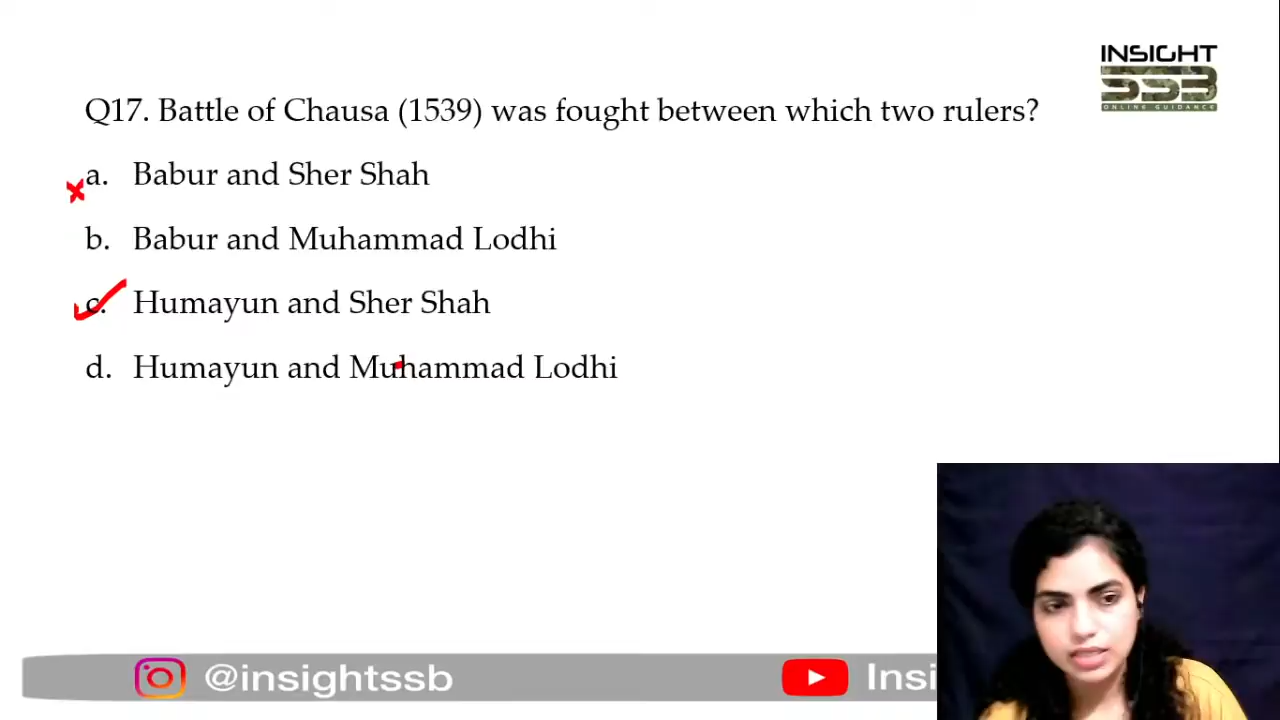 INSIGHT
SSB
ONLINE GUIDANCE
Q17. Battle of Chausa (1539) was fought between which two rulers?
a. Babur and Sher Shah
b. Babur and Muhammad Lodhi
c. Humayun and Sher Shah
d. Humayun and Muhammad Lodhi
@insightssb
Insi